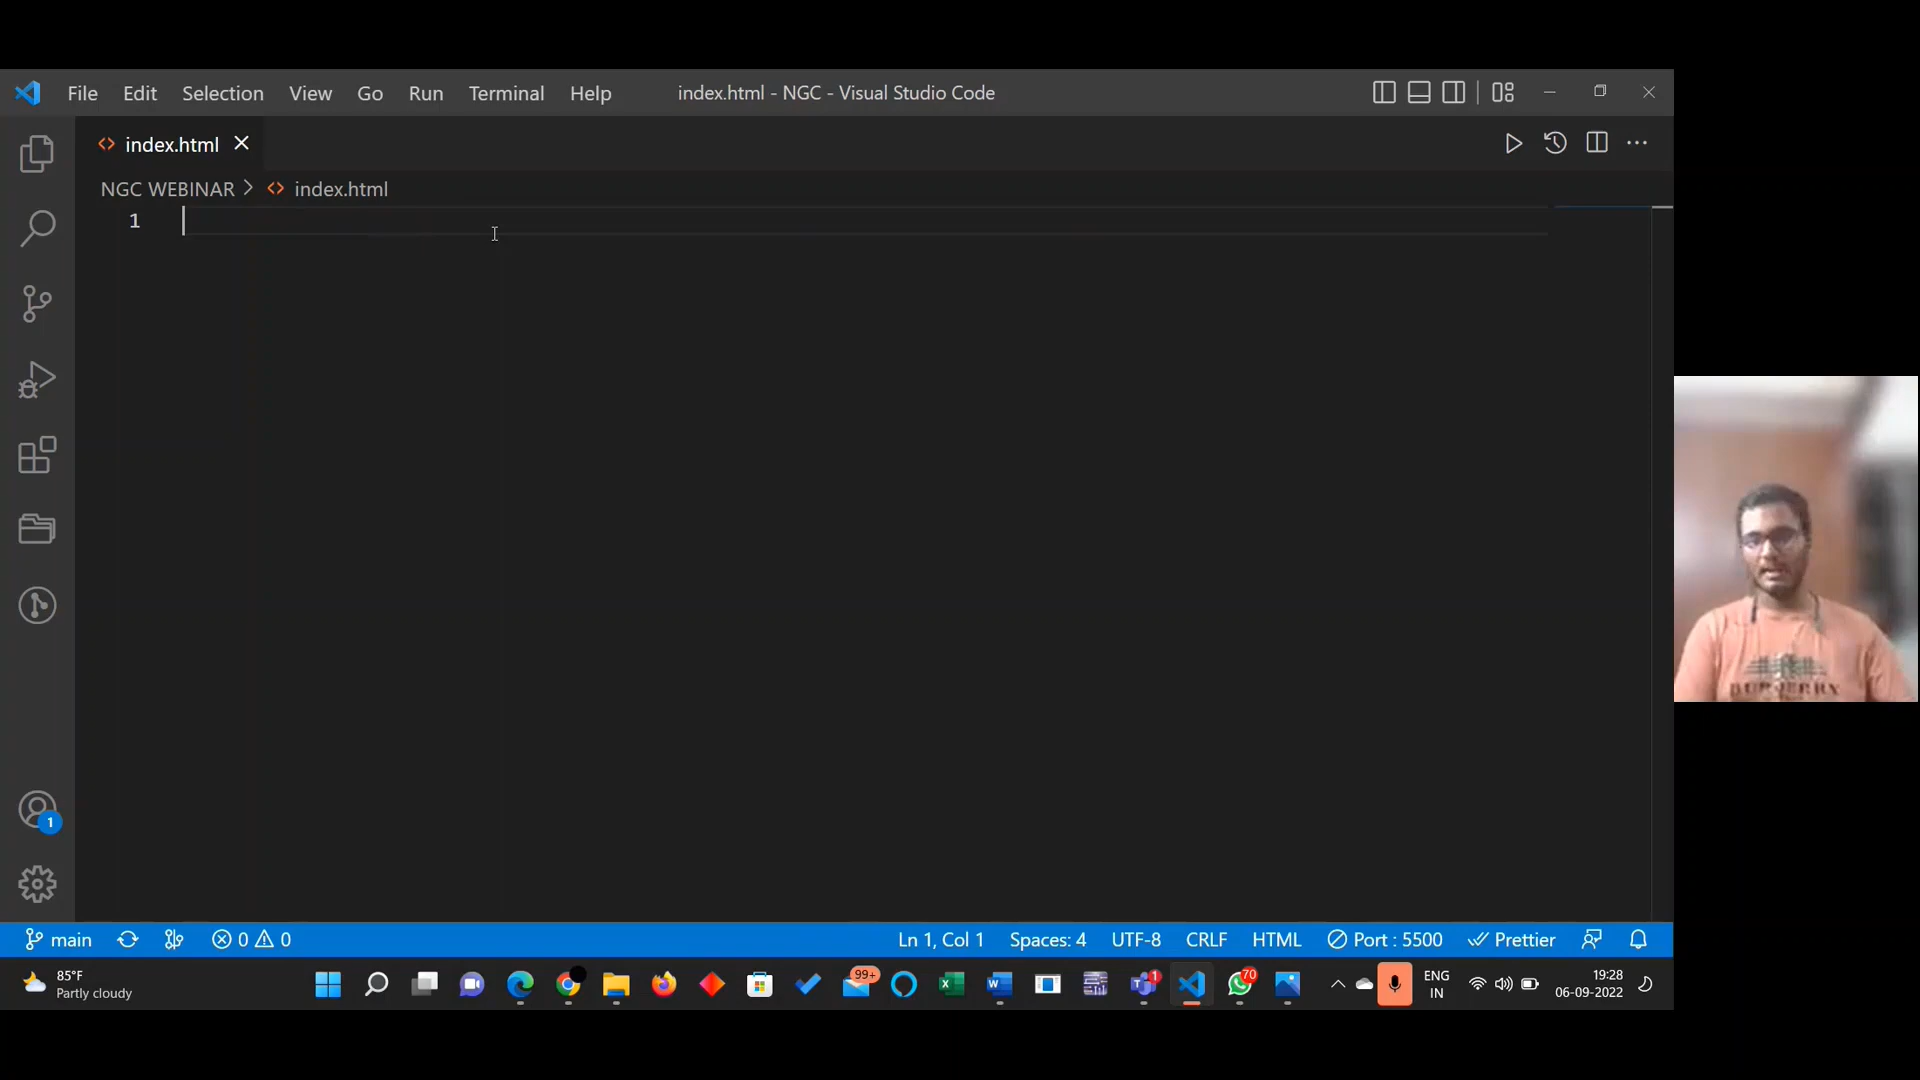 File Edit Selection View Go Run Terminal Help index.html - NGC - Visual Studio Code
index.html
NGC WEBINAR > index.html
1
1
main 0 0 Ln 1, Col 1 Spaces: 4 UTF-8 CRLF HTML Port : 5500 Prettier
85°F
Partly cloudy
99+
1
70
ENG
IN
19:28
06-09-2022